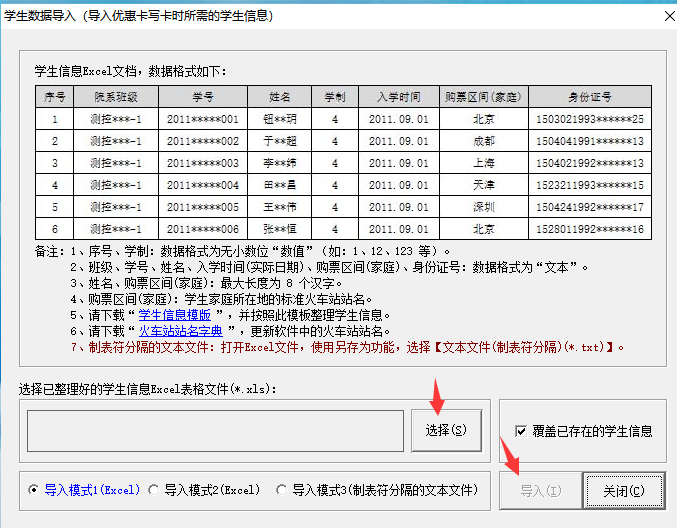 学生数据导入（导入优惠卡写卡时所需的学生信息）
学生信息Excel文档，数据格式如下：
序号 院系班级 学号 姓名 学制 入学时间 购票区间(家庭) 身份证号
1 测控***-1 2011*****001 钮**玥 4 2011.09.01 北京 1503021993******25
2 测控***-1 2011*****002 于**超 4 2011.09.01 成都 1504041991******13
3 测控***-1 2011*****003 李**纬 4 2011.09.01 上海 1504021992******13
4 测控***-1 2011*****004 田**昌 4 2011.09.01 天津 1523211993******15
5 测控***-1 2011*****005 王**伟 4 2011.09.01 深圳 1504241992******17
6 测控***-1 2011*****006 张**恒 4 2011.09.01 北京 1528011992******16
备注：1、序号、学制：数据格式为无小数位“数值”（如：1、12、123 等）。
2、班级、学号、姓名、入学时间(实际日期)、购票区间(家庭)、身份证号：数据格式为“文本”。
3、姓名、购票区间(家庭)：最大长度为 8 个汉字。
4、购票区间(家庭)：学生家庭所在地的标准火车站站名。
5、请下载“ 学生信息模版 ”，并按照此模板整理学生信息。
6、请下载“ 火车站站名字典 ”，更新软件中的火车站站名。
7、制表符分隔的文本文件：打开Excel文件，使用另存为功能，选择【文本文件(制表符分隔)(*.txt)】。
选择已整理好的学生信息Excel表格文件(*.xls)：
选择(S)
覆盖已存在的学生信息
导入模式1(Excel) 导入模式2(Excel) 导入模式3(制表符分隔的文本文件)
导入(I) 关闭(C)